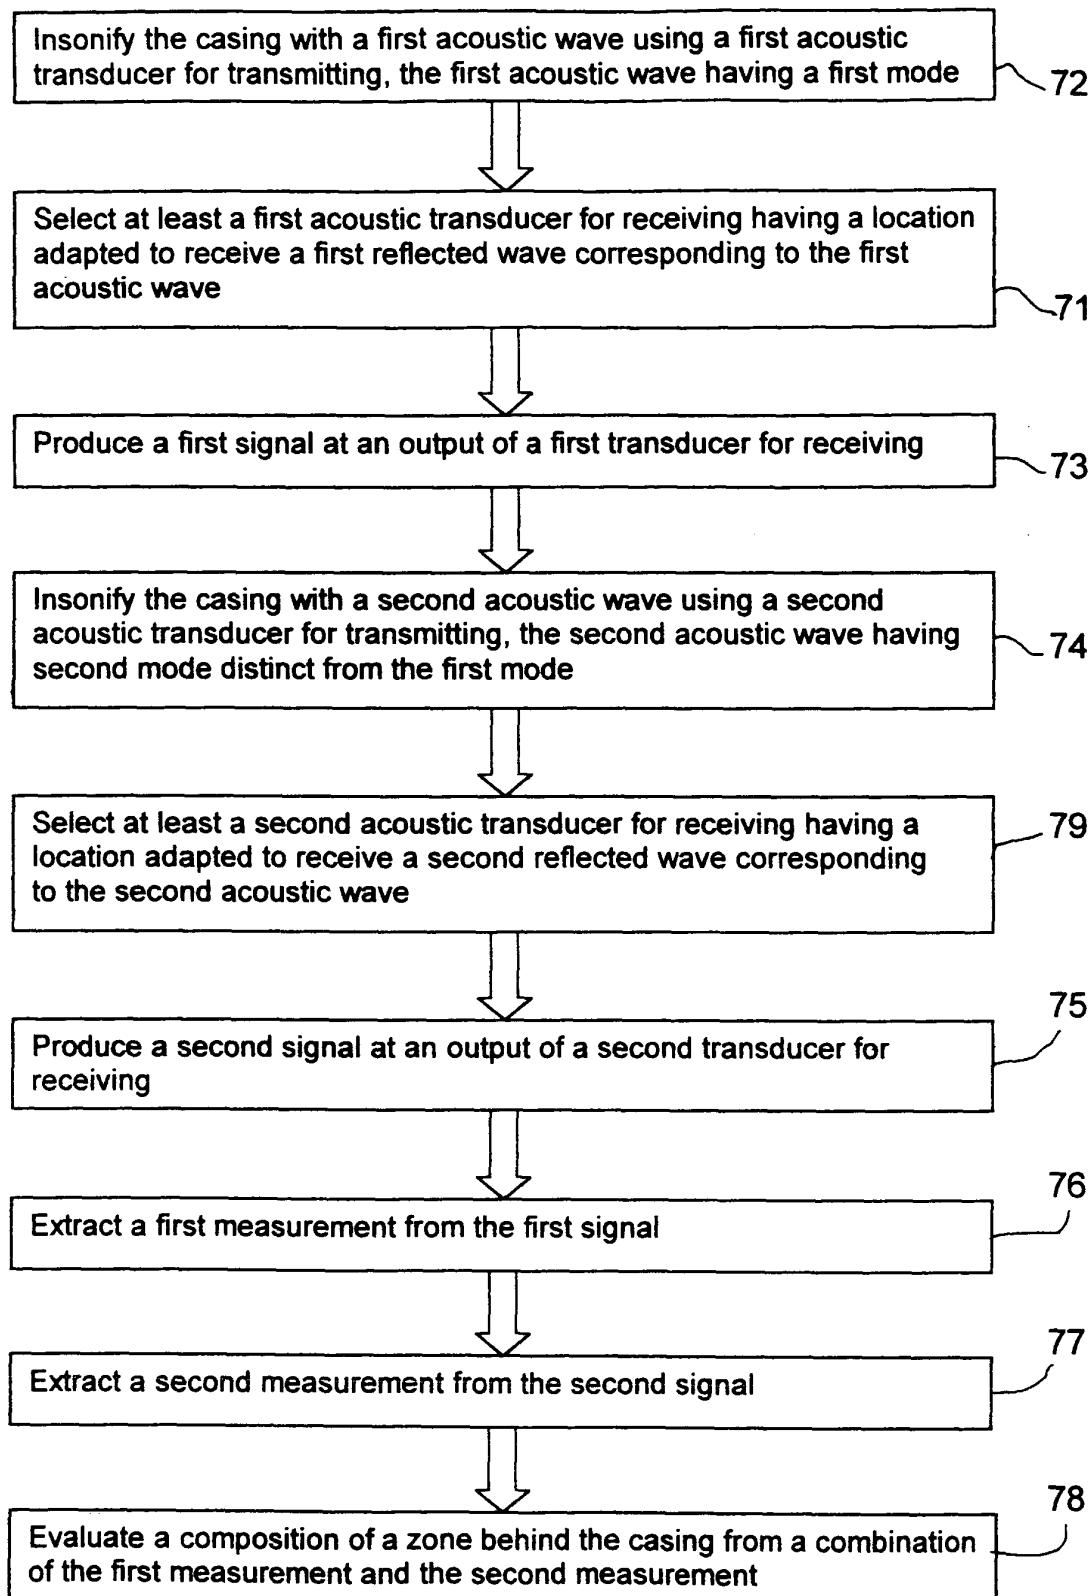 Insonify the casing with a first acoustic wave using a first acoustic
transducer for transmitting, the first acoustic wave having a first mode
72
Select at least a first acoustic transducer for receiving having a location
adapted to receive a first reflected wave corresponding to the first
acoustic wave
71
Produce a first signal at an output of a first transducer for receiving
73
Insonify the casing with a second acoustic wave using a second
acoustic transducer for transmitting, the second acoustic wave having
second mode distinct from the first mode
74
Select at least a second acoustic transducer for receiving having a
location adapted to receive a second reflected wave corresponding
to the second acoustic wave
79
Produce a second signal at an output of a second transducer for
receiving
75
Extract a first measurement from the first signal
76
Extract a second measurement from the second signal
77
Evaluate a composition of a zone behind the casing from a combination
of the first measurement and the second measurement
78